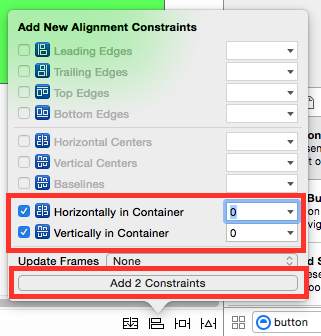 Add New Alignment Constraints
Leading Edges
Trailing Edges
Top Edges
Bottom Edges
Horizontal Centers
Vertical Centers
Baselines
Horizontally in Container 0
Vertically in Container 0
Update Frames None
Add 2 Constraints
button